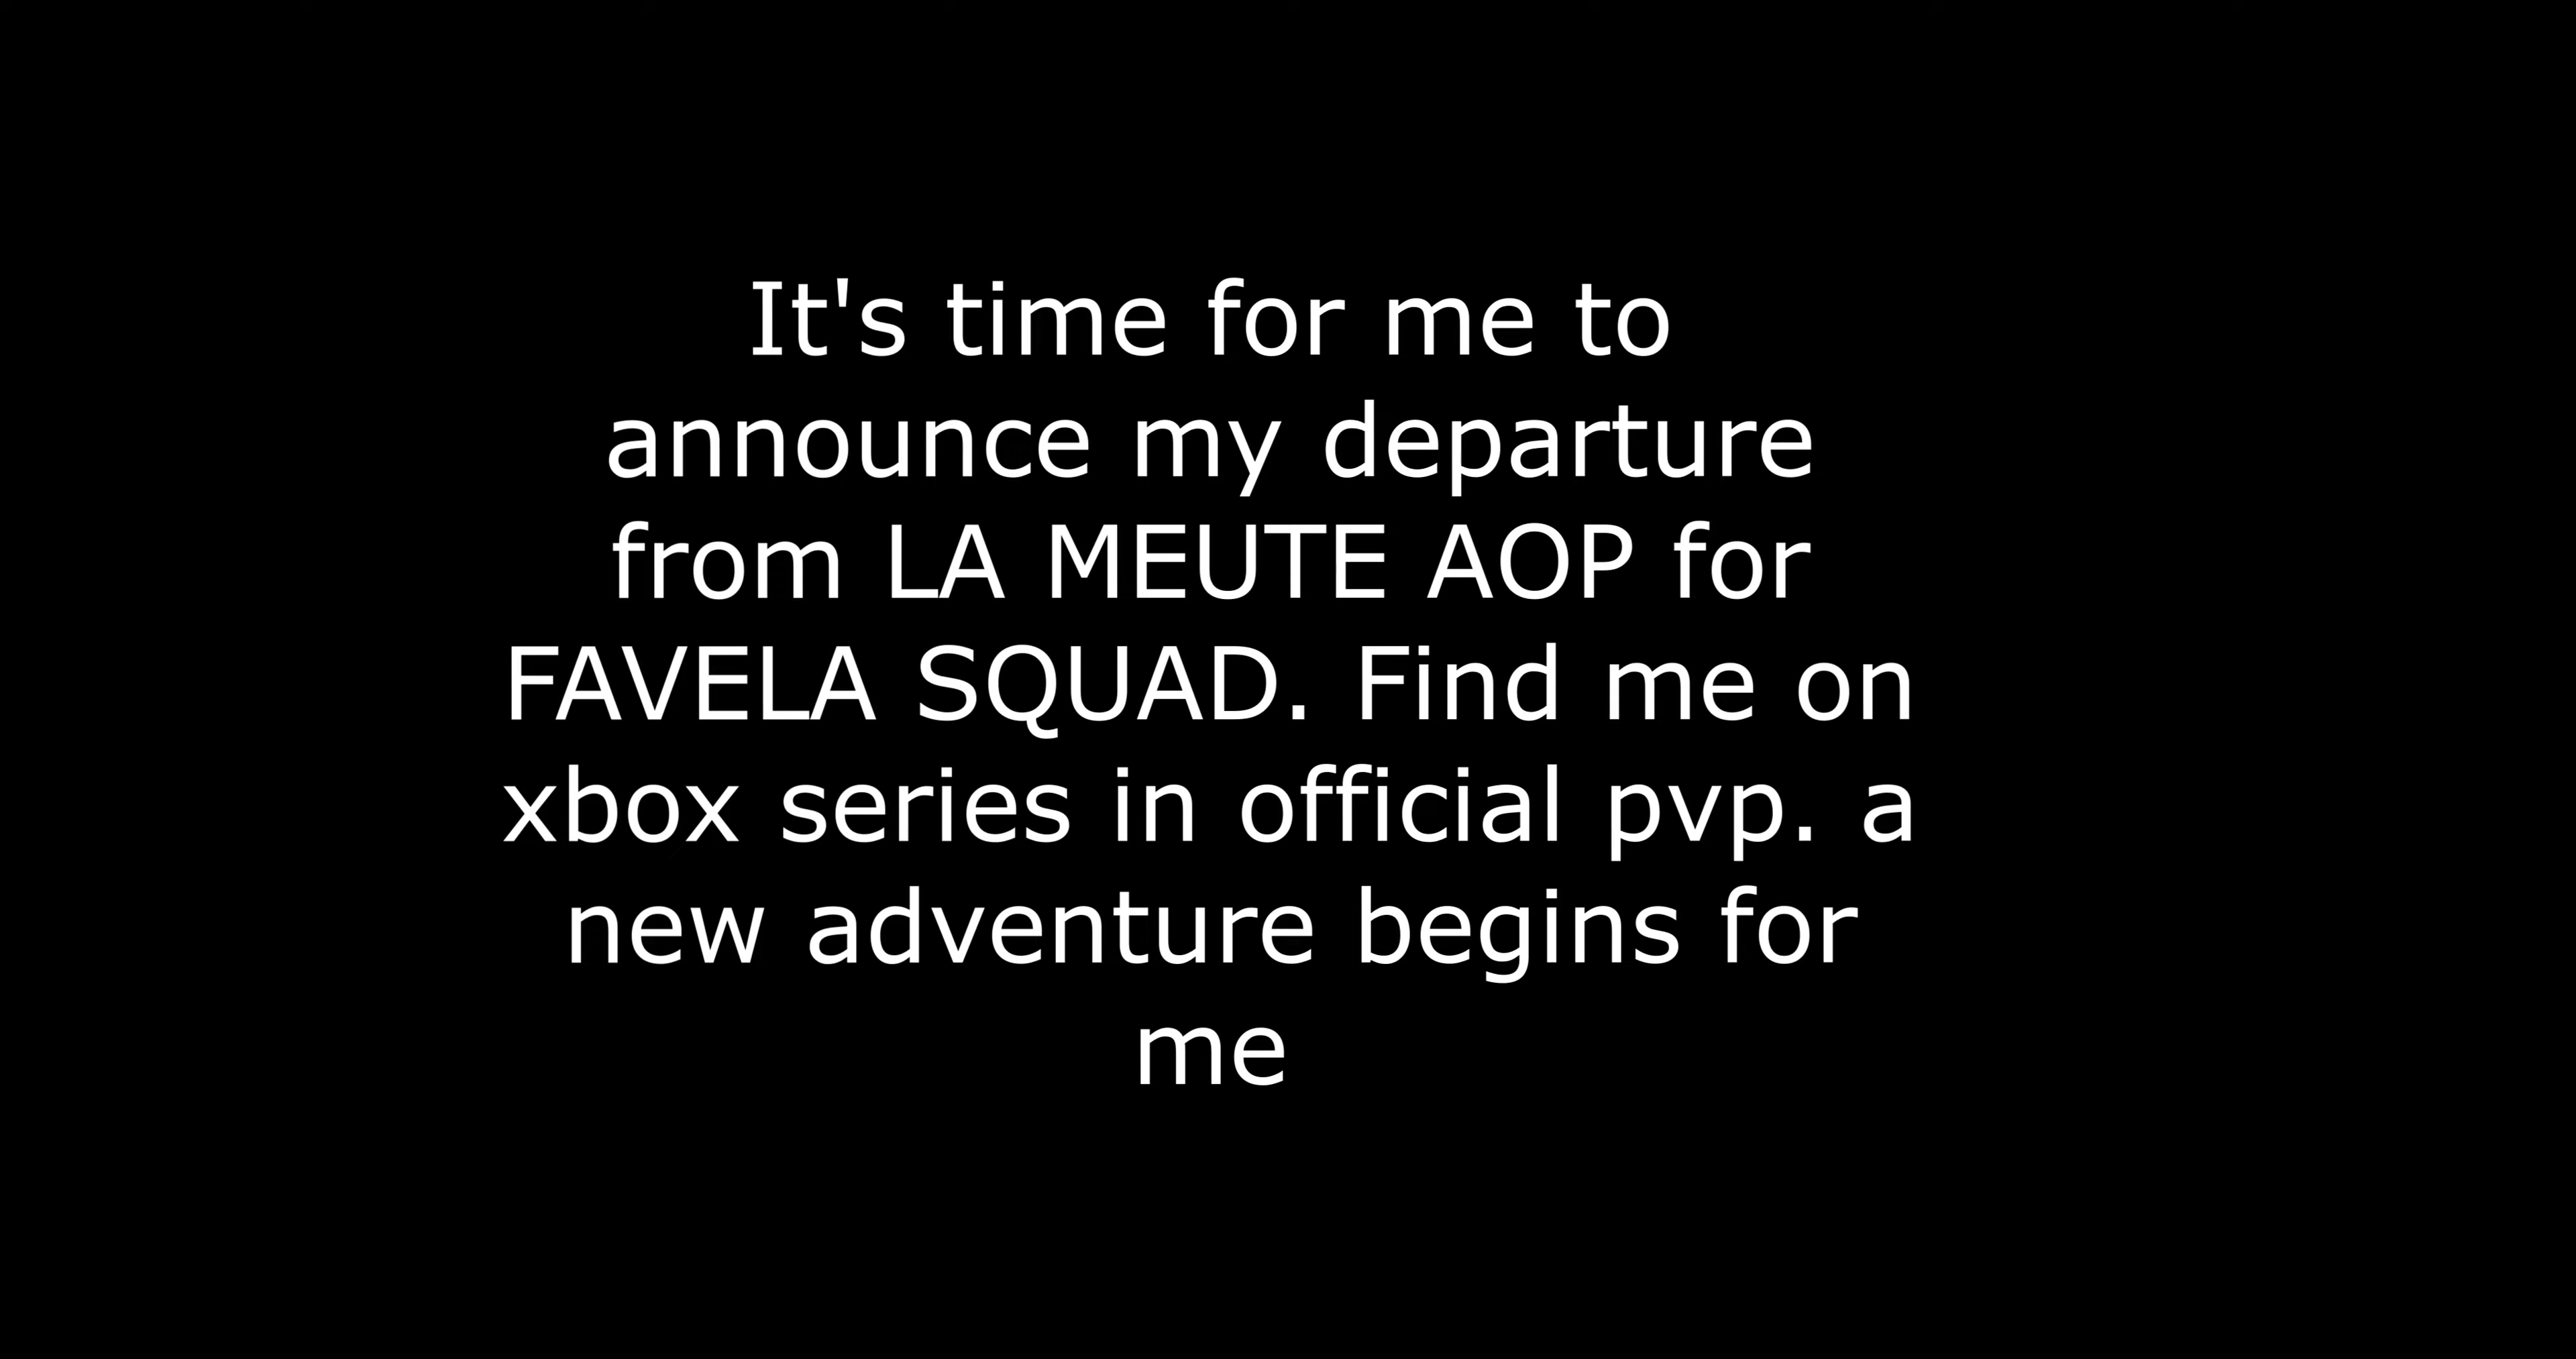 It's time for me to
announce my departure
from LA MEUTE AOP for
FAVELA SQUAD. Find me on
xbox series in official pvp. a
new adventure begins for
me